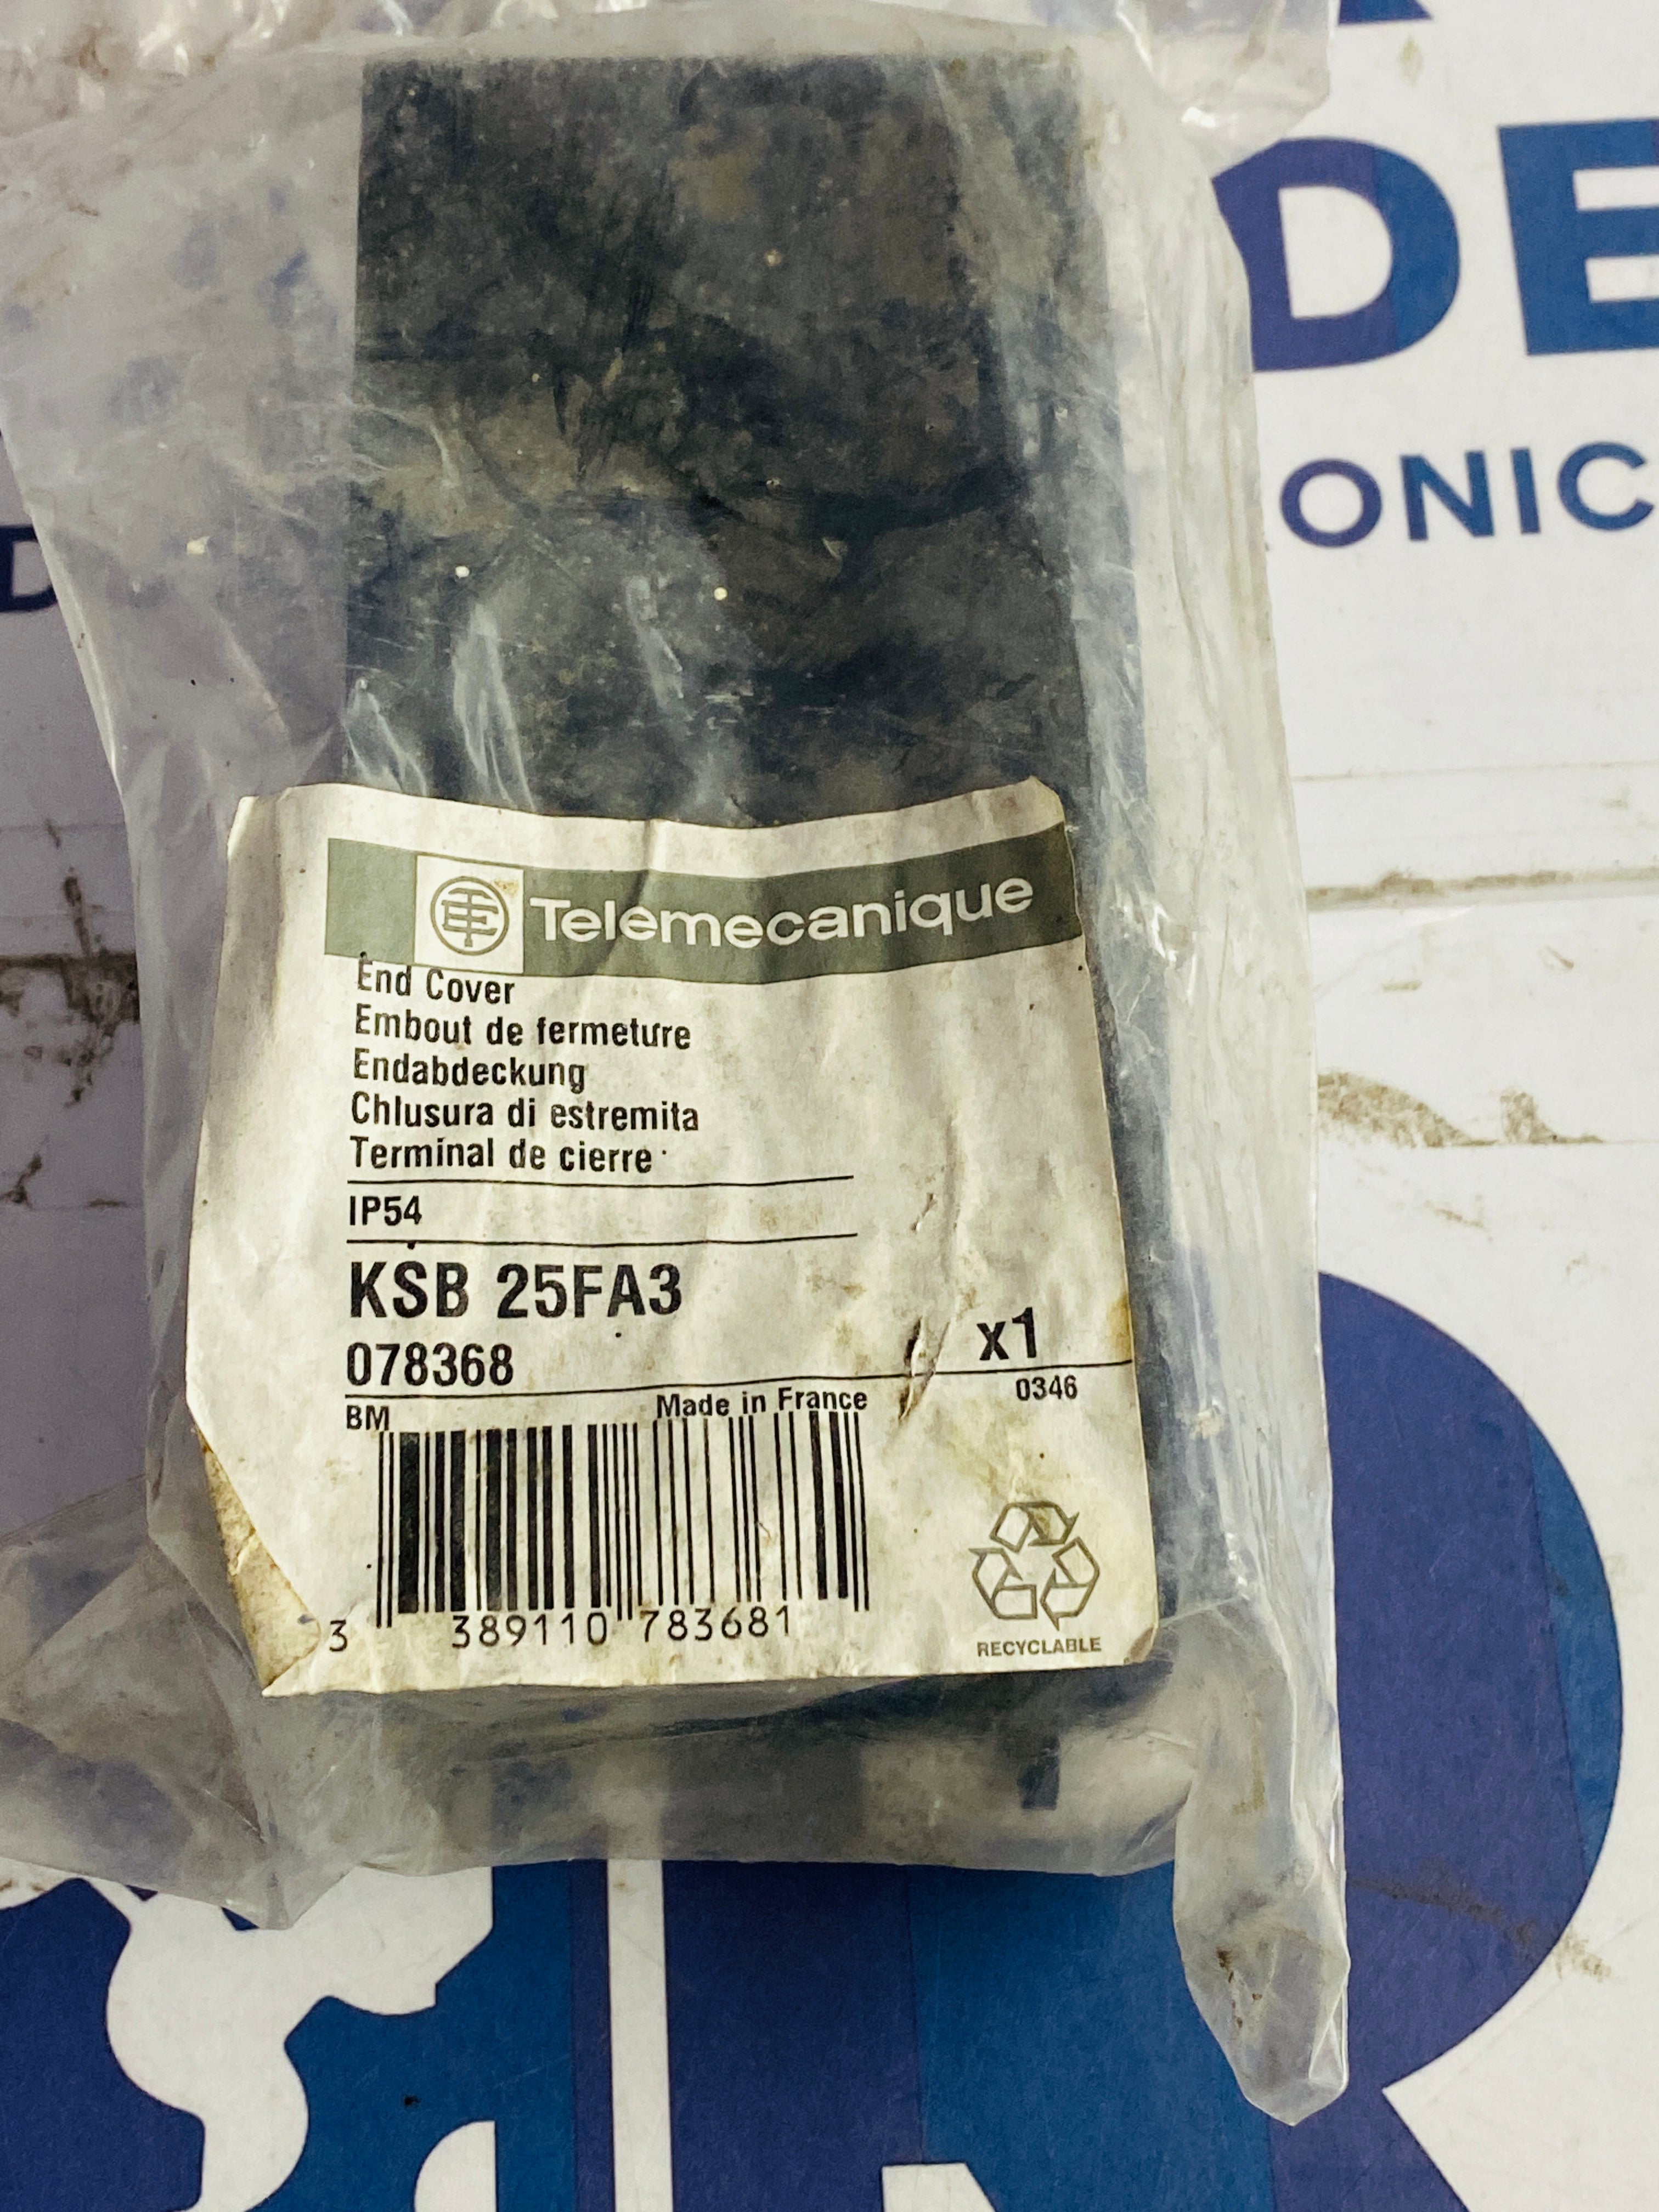 DE
ONIC
D
Telemecanique
End Cover
Embout de fermeture
Endabdeckung
Chlusura di estremita
Terminal de cierre
IP54
KSB 25FA3
078368
x1
BM
Made in France
0346
3 389110 783681
RECYCLABLE
R